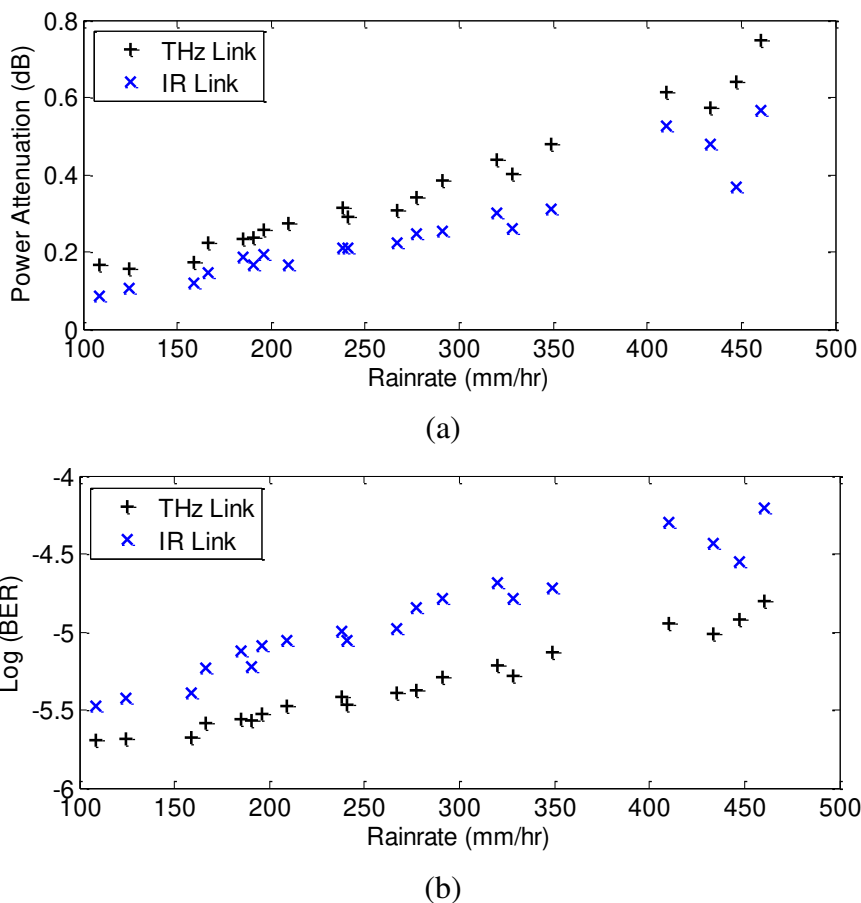 0.8
0.6
0.4
0.2
0
Power Attenuation (dB)
THz Link
IR Link
100 150 200 250 300 350 400 450 500
Rainrate (mm/hr)
(a)
-4
-4.5
-5
-5.5
-6
Log (BER)
THz Link
IR Link
100 150 200 250 300 350 400 450 500
Rainrate (mm/hr)
(b)